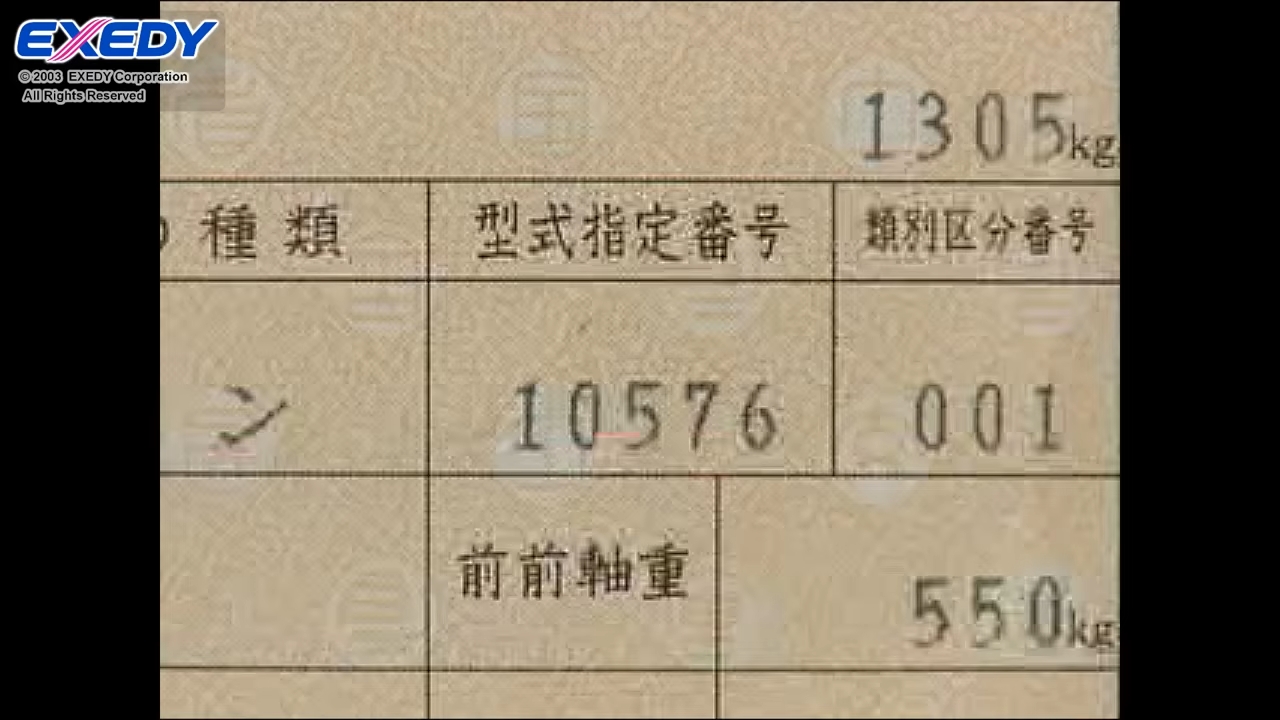 EXEDY
© 2003 EXEDY Corporation
All Rights Reserved
1305kg
種類
型式指定番号
類別区分番号
ン
10576
001
前前軸重
550kg